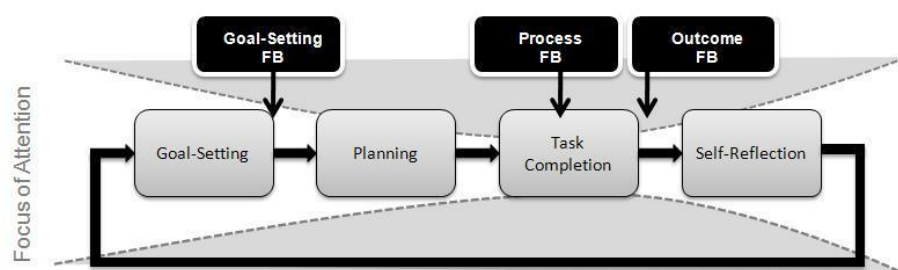 Goal-Setting
FB
Process
FB
Outcome
FB
Focus of Attention
Goal-Setting
Planning
Task
Completion
Self-Reflection